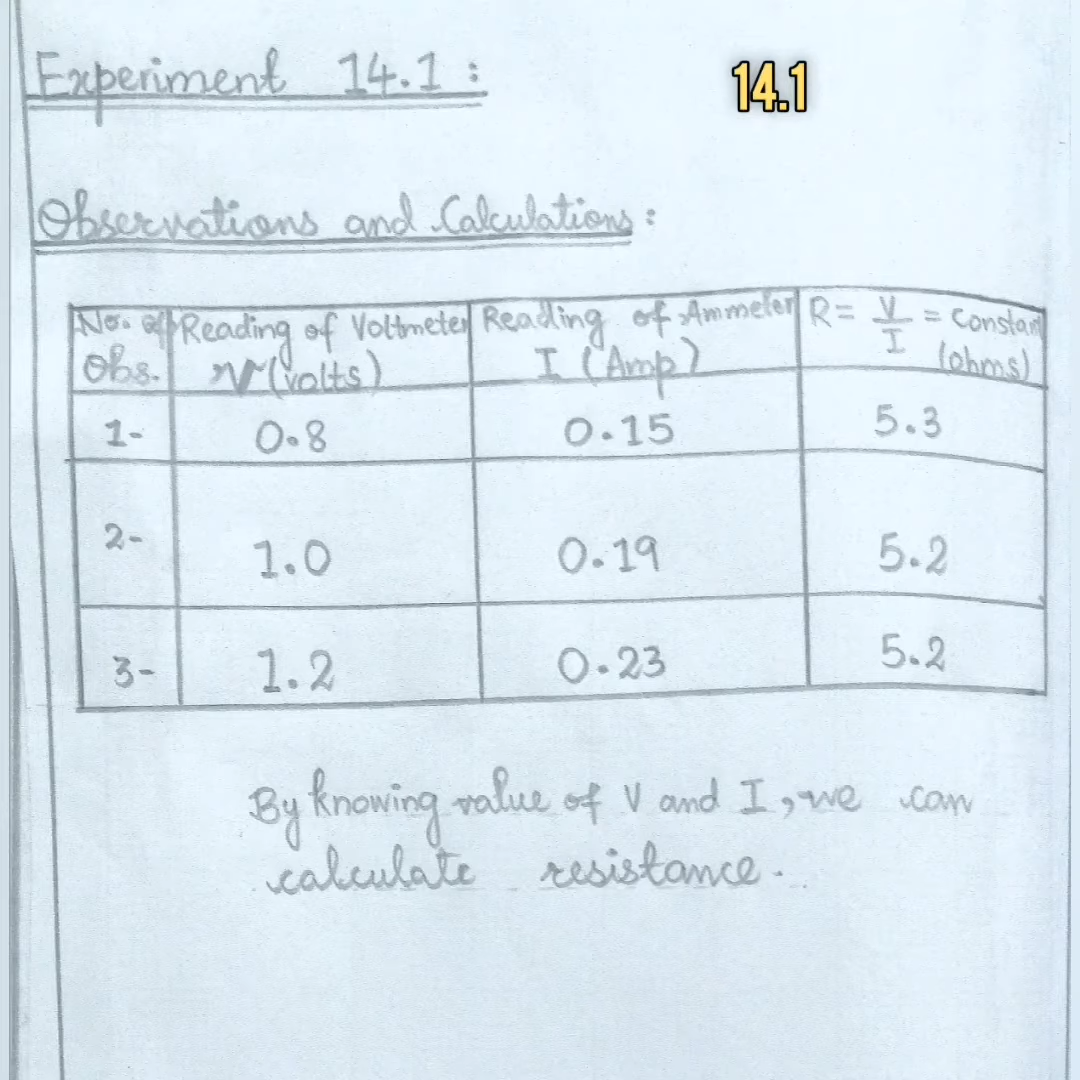 Experiment 14.1 :
14.1
Observations and Calculations :
No. of Obs. | Reading of Voltmeter V (volts) | Reading of Ammeter I (Amp) | R = V/I = Constant (ohms)
1- | 0.8 | 0.15 | 5.3
2- | 1.0 | 0.19 | 5.2
3- | 1.2 | 0.23 | 5.2
By knowing value of V and I, we can
calculate resistance.